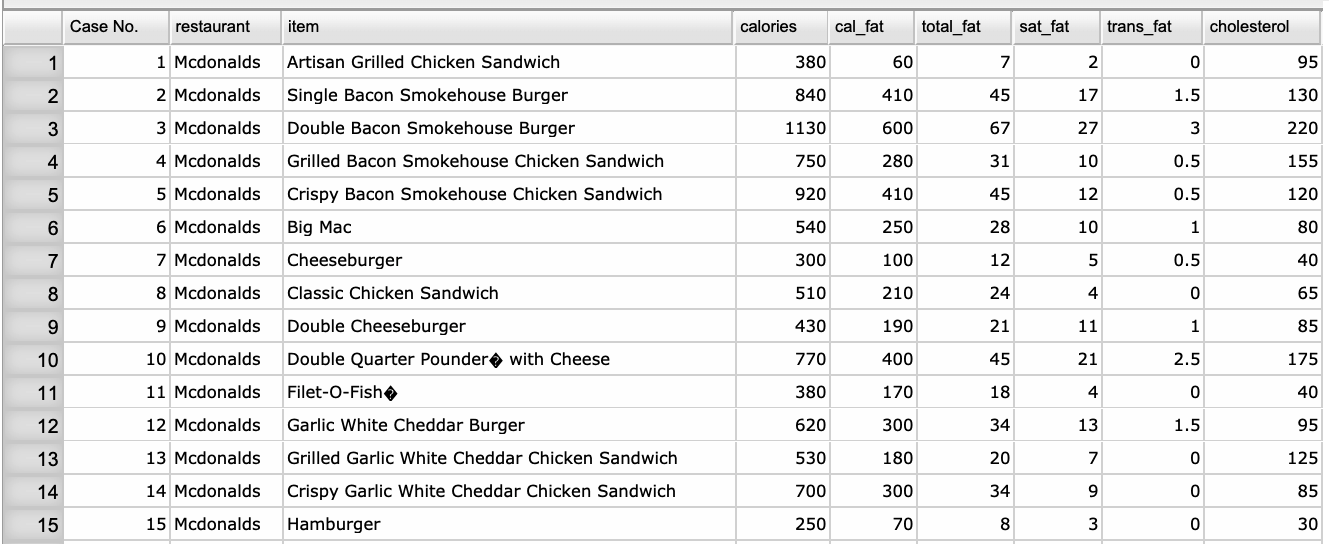 Case No. restaurant item calories cal_fat total_fat sat_fat trans_fat cholesterol
1 1 Mcdonalds Artisan Grilled Chicken Sandwich 380 60 7 2 0 95
2 2 Mcdonalds Single Bacon Smokehouse Burger 840 410 45 17 1.5 130
3 3 Mcdonalds Double Bacon Smokehouse Burger 1130 600 67 27 3 220
4 4 Mcdonalds Grilled Bacon Smokehouse Chicken Sandwich 750 280 31 10 0.5 155
5 5 Mcdonalds Crispy Bacon Smokehouse Chicken Sandwich 920 410 45 12 0.5 120
6 6 Mcdonalds Big Mac 540 250 28 10 1 80
7 7 Mcdonalds Cheeseburger 300 100 12 5 0.5 40
8 8 Mcdonalds Classic Chicken Sandwich 510 210 24 4 0 65
9 9 Mcdonalds Double Cheeseburger 430 190 21 11 1 85
10 10 Mcdonalds Double Quarter Pounder� with Cheese 770 400 45 21 2.5 175
11 11 Mcdonalds Filet-O-Fish� 380 170 18 4 0 40
12 12 Mcdonalds Garlic White Cheddar Burger 620 300 34 13 1.5 95
13 13 Mcdonalds Grilled Garlic White Cheddar Chicken Sandwich 530 180 20 7 0 125
14 14 Mcdonalds Crispy Garlic White Cheddar Chicken Sandwich 700 300 34 9 0 85
15 15 Mcdonalds Hamburger 250 70 8 3 0 30